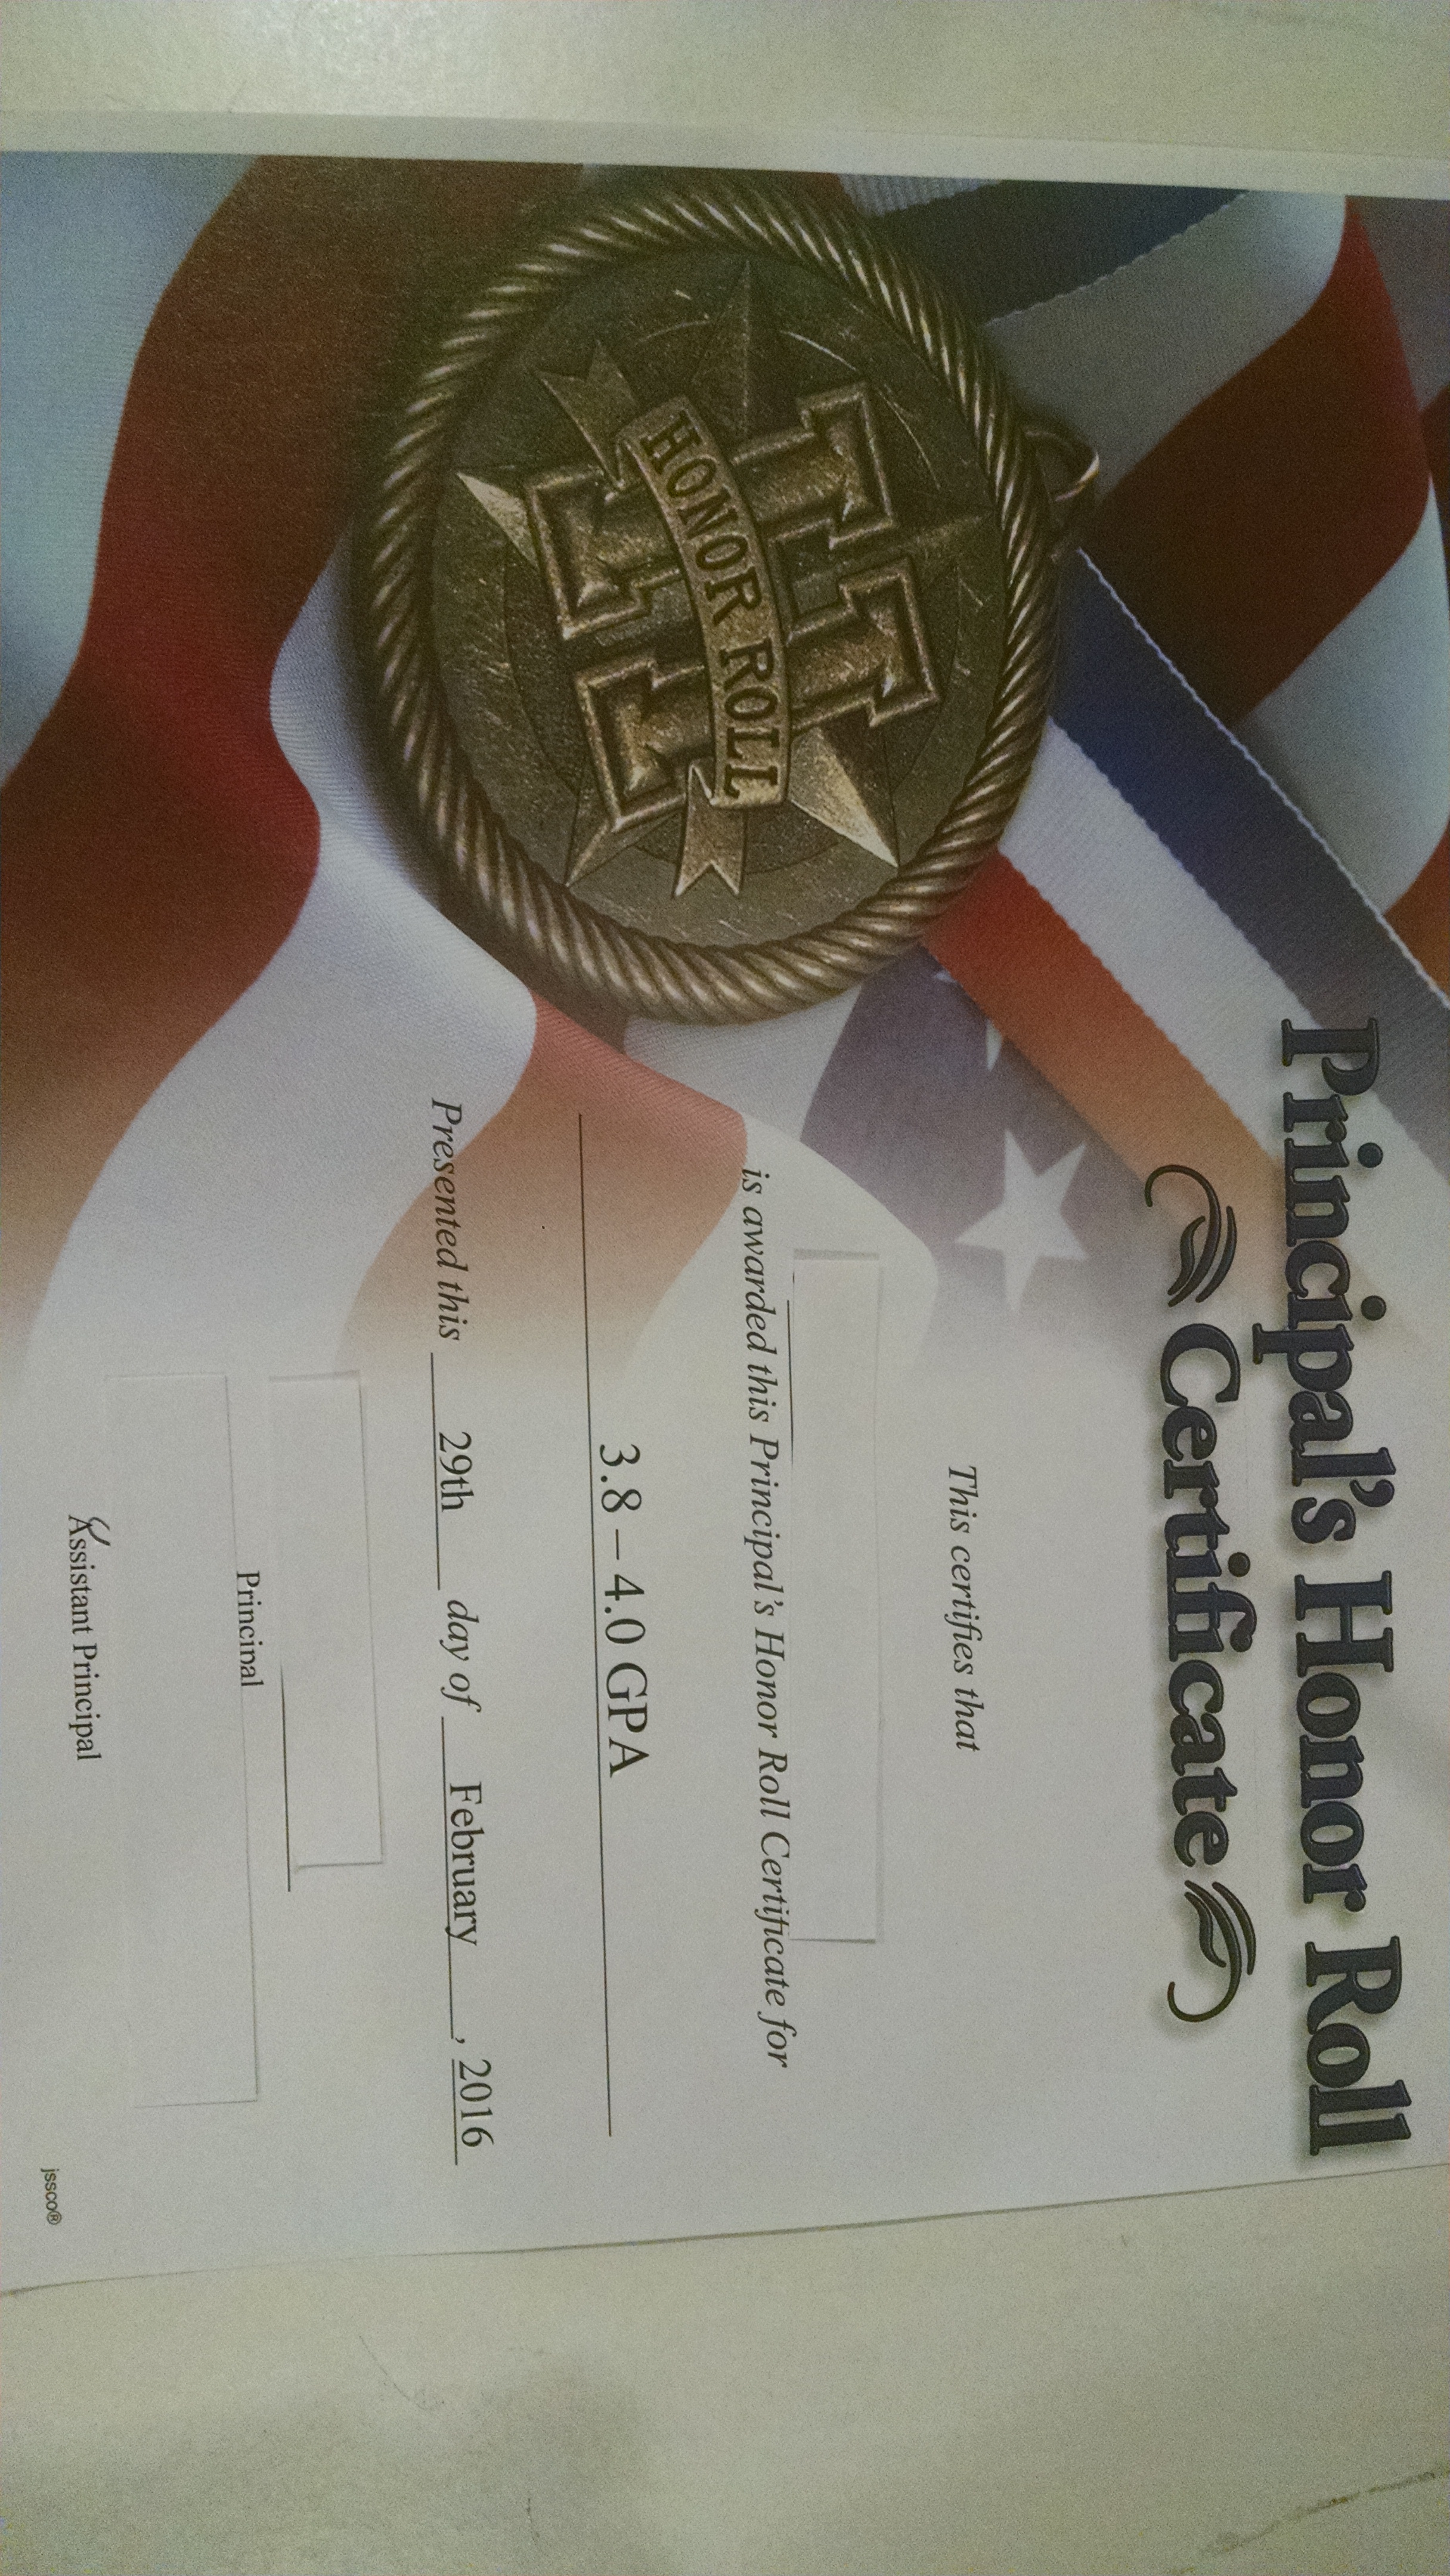 Principal's Honor Roll
Certificate
HONOR ROLL
This certifies that
is awarded this Principal's Honor Roll Certificate for
3.8 – 4.0 GPA
Presented this 29th day of February, 2016
Principal
Assistant Principal
jssco®